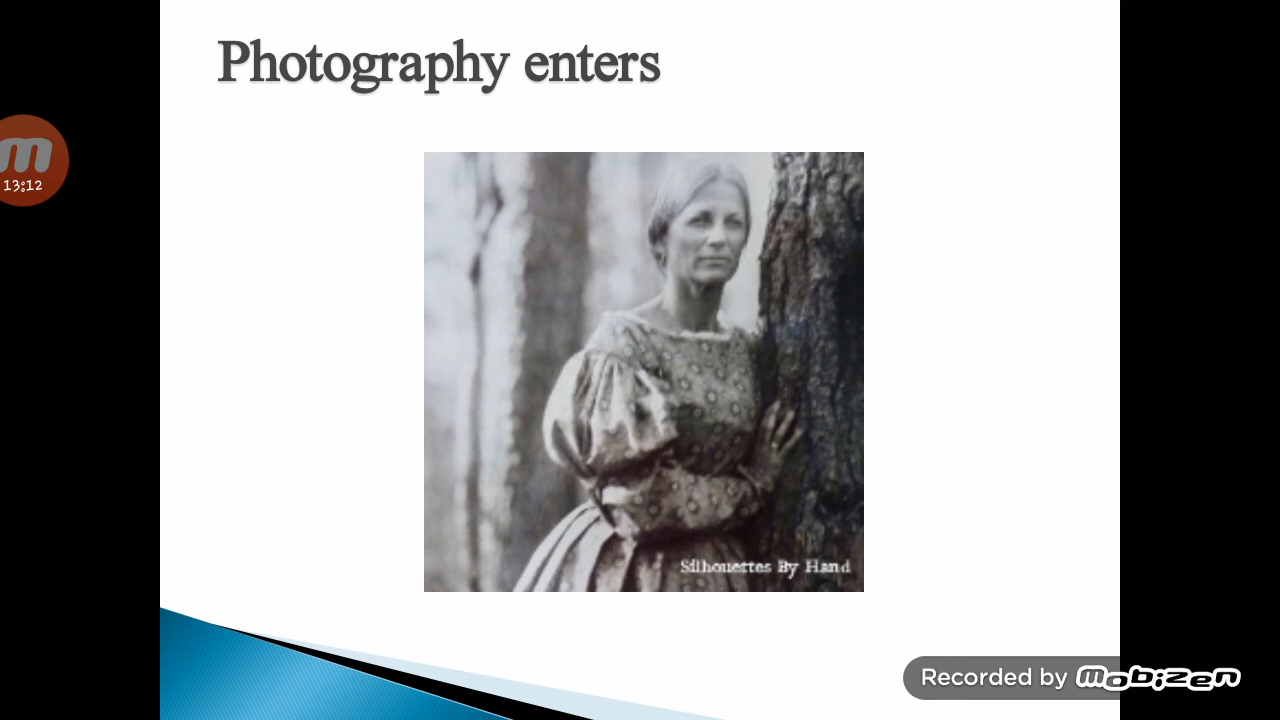 Photography enters
m
13:12
Silhouettes By Hand
Recorded by mobizen